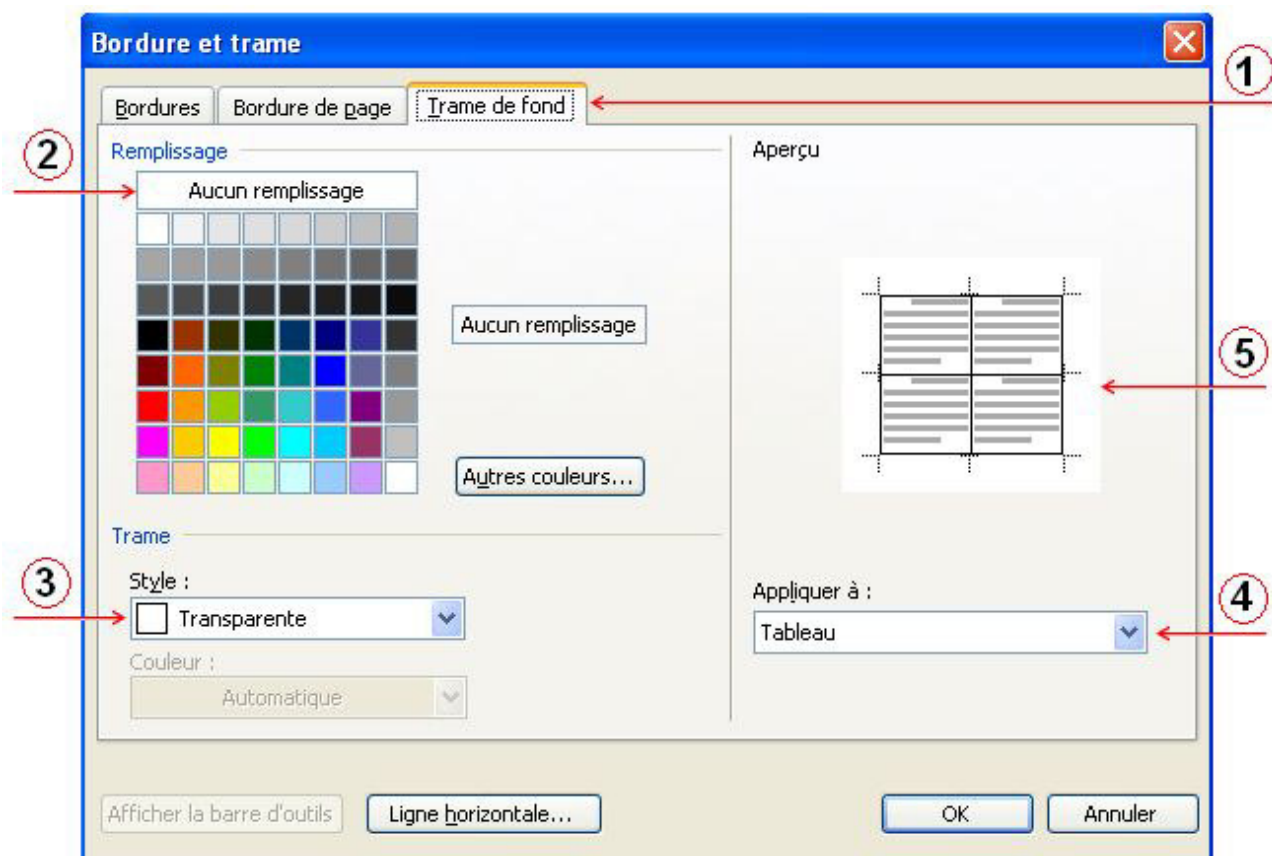 Bordure et trame
1
Bordures
Bordure de page
Trame de fond
2
Remplissage
Aucun remplissage
Aucun remplissage
Autres couleurs...
Aperçu
5
Trame
3
Style :
Transparente
Couleur :
Automatique
Appliquer à :
4
Tableau
Afficher la barre d'outils
Ligne horizontale...
OK
Annuler